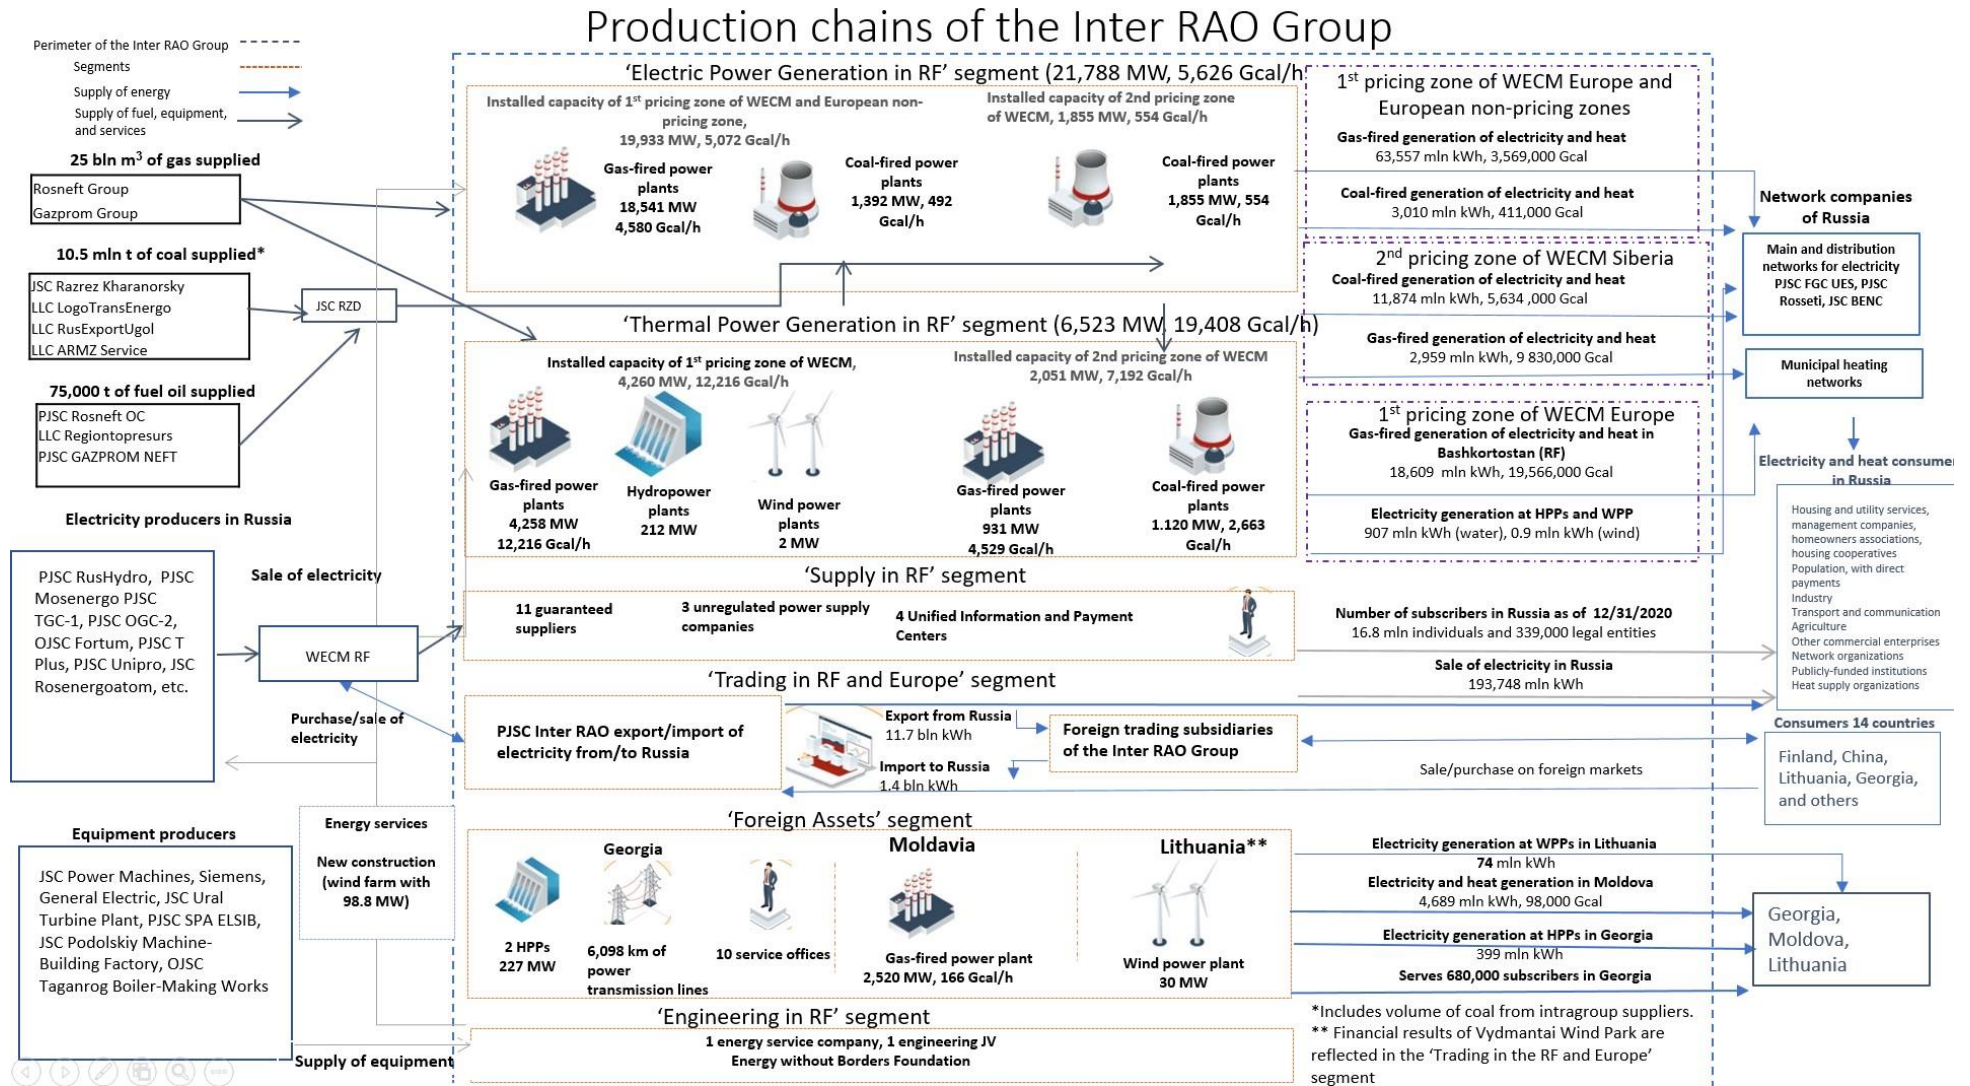 Production chains of the Inter RAO Group
Perimeter of the Inter RAO Group
Segments
Supply of energy
Supply of fuel, equipment,
and services
25 bln m³ of gas supplied
Rosneft Group
Gazprom Group
10.5 mln t of coal supplied*
JSC Razrez Kharanorsky
LLC LogoTransEnergo
LLC RusExportUgol
LLC ARMZ Service
JSC RZD
75,000 t of fuel oil supplied
PJSC Rosneft OC
LLC Regiontopresurs
PJSC GAZPROM NEFT
Electricity producers in Russia
PJSC RusHydro, PJSC
Mosenergo PJSC
TGC-1, PJSC OGC-2,
OJSC Fortum, PJSC T
Plus, PJSC Unipro, JSC
Rosenergoatom, etc.
Sale of electricity
WECM RF
Purchase/sale of
electricity
Equipment producers
JSC Power Machines, Siemens,
General Electric, JSC Ural
Turbine Plant, PJSC SPA ELSIB,
JSC Podolskiy Machine-
Building Factory, OJSC
Taganrog Boiler-Making Works
Energy services
New construction
(wind farm with
98.8 MW)
Supply of equipment
‘Electric Power Generation in RF’ segment (21,788 MW, 5,626 Gcal/h
Installed capacity of 1st pricing zone of WECM and European non-
pricing zone,
19,933 MW, 5,072 Gcal/h
Installed capacity of 2nd pricing zone
of WECM, 1,855 MW, 554 Gcal/h
Gas-fired power
plants
18,541 MW
4,580 Gcal/h
Coal-fired power
plants
1,392 MW, 492
Gcal/h
Coal-fired power
plants
1,855 MW, 554
Gcal/h
‘Thermal Power Generation in RF’ segment (6,523 MW, 19,408 Gcal/h)
Installed capacity of 1st pricing zone of WECM,
4,260 MW, 12,216 Gcal/h
Installed capacity of 2nd pricing zone of WECM
2,051 MW, 7,192 Gcal/h
Gas-fired power
plants
4,258 MW
12,216 Gcal/h
Hydropower
plants
212 MW
Wind power
plants
2 MW
Gas-fired power
plants
931 MW
4,529 Gcal/h
Coal-fired power
plants
1.120 MW, 2,663
Gcal/h
‘Supply in RF’ segment
11 guaranteed
suppliers
3 unregulated power supply
companies
4 Unified Information and Payment
Centers
‘Trading in RF and Europe’ segment
PJSC Inter RAO export/import of
electricity from/to Russia
Export from Russia
11.7 bln kWh
Import to Russia
1.4 bln kWh
Foreign trading subsidiaries
of the Inter RAO Group
‘Foreign Assets’ segment
Georgia
Moldavia
Lithuania**
2 HPPs
227 MW
6,098 km of
power
transmission lines
10 service offices
Gas-fired power plant
2,520 MW, 166 Gcal/h
Wind power plant
30 MW
‘Engineering in RF’ segment
1 energy service company, 1 engineering JV
Energy without Borders Foundation
1st pricing zone of WECM Europe and
European non-pricing zones
Gas-fired generation of electricity and heat
63,557 mln kWh, 3,569,000 Gcal
Coal-fired generation of electricity and heat
3,010 mln kWh, 411,000 Gcal
2nd pricing zone of WECM Siberia
Coal-fired generation of electricity and heat
11,874 mln kWh, 5,634 ,000 Gcal
Gas-fired generation of electricity and heat
2,959 mln kWh, 9 830,000 Gcal
1st pricing zone of WECM Europe
Gas-fired generation of electricity and heat in
Bashkortostan (RF)
18,609 mln kWh, 19,566,000 Gcal
Electricity generation at HPPs and WPP
907 mln kWh (water), 0.9 mln kWh (wind)
Number of subscribers in Russia as of 12/31/2020
16.8 mln individuals and 339,000 legal entities
Sale of electricity in Russia
193,748 mln kWh
Sale/purchase on foreign markets
Electricity generation at WPPs in Lithuania
74 mln kWh
Electricity and heat generation in Moldova
4,689 mln kWh, 98,000 Gcal
Electricity generation at HPPs in Georgia
399 mln kWh
Serves 680,000 subscribers in Georgia
Network companies
of Russia
Main and distribution
networks for electricity
PJSC FGC UES, PJSC
Rosseti, JSC BENC
Municipal heating
networks
Electricity and heat consumer
in Russia
Housing and utility services,
management companies,
homeowners associations,
housing cooperatives
Population, with direct
payments
Industry
Transport and communication
Agriculture
Other commercial enterprises
Network organizations
Publicly-funded institutions
Heat supply organizations
Consumers 14 countries
Finland, China,
Lithuania, Georgia,
and others
Georgia,
Moldova,
Lithuania
*Includes volume of coal from intragroup suppliers.
** Financial results of Vydmantai Wind Park are
reflected in the ‘Trading in the RF and Europe’
segment